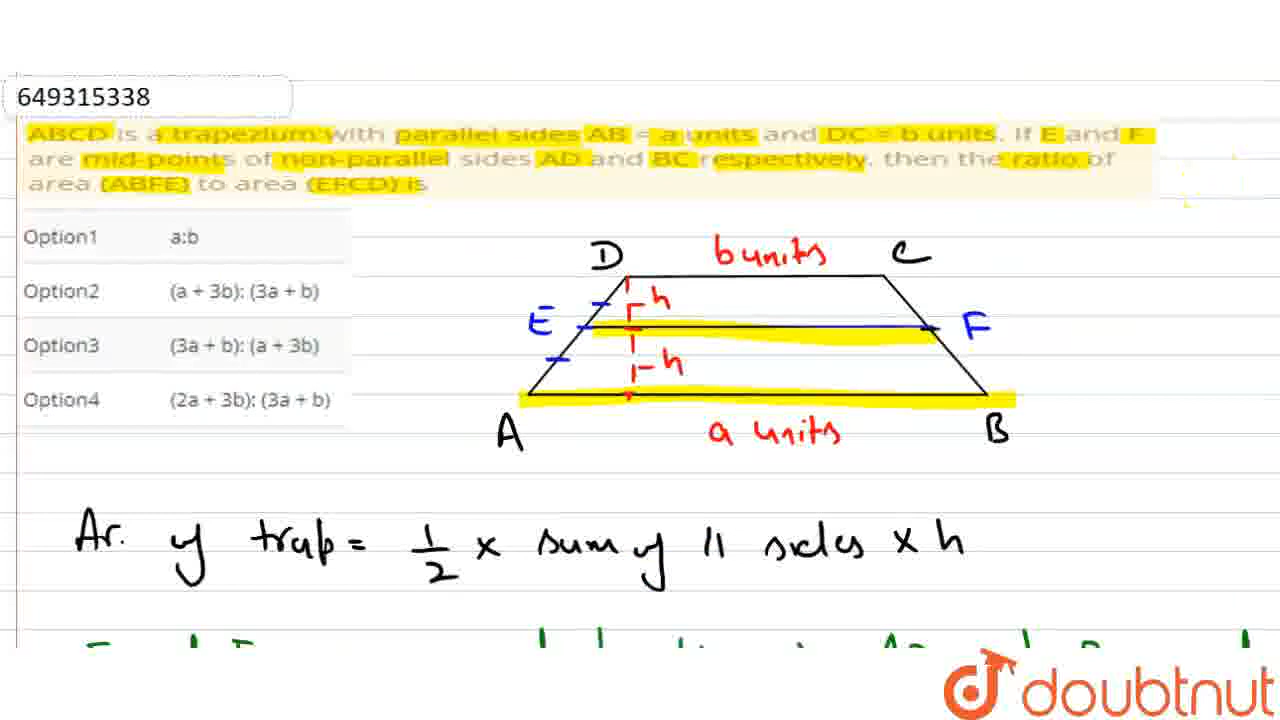 649315338
ABCD is a trapezium with parallel sides AB = a units and DC = b units. If E and F
are mid-points of non-parallel sides AD and BC respectively. then the ratio of
area (ABFE) to area (EFCD) is
Option1 a:b
Option2 (a + 3b): (3a + b)
Option3 (3a + b): (a + 3b)
Option4 (2a + 3b): (3a + b)
D b units C
h
E F
h
A a units B
Ar. of trap = 1/2 x sum of || sides x h
doubtnut